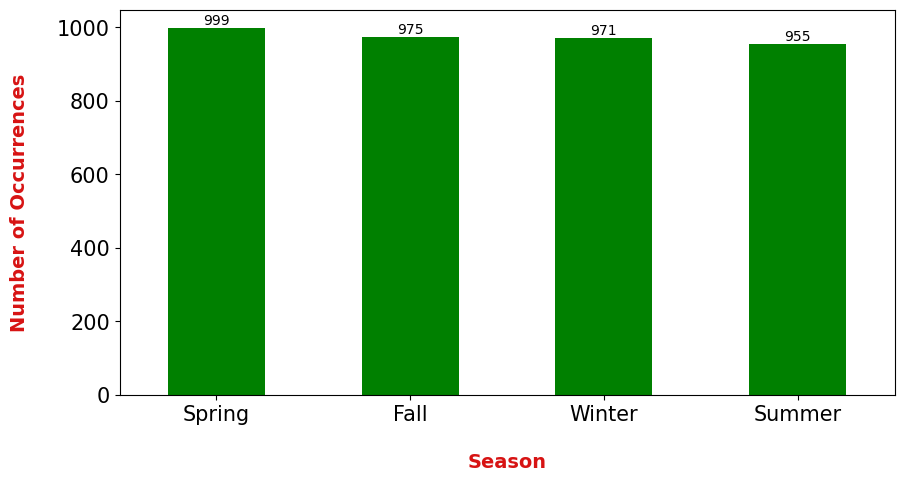 999
975
971
955
1000
800
600
400
200
0
Number of Occurrences
Spring
Fall
Winter
Summer
Season